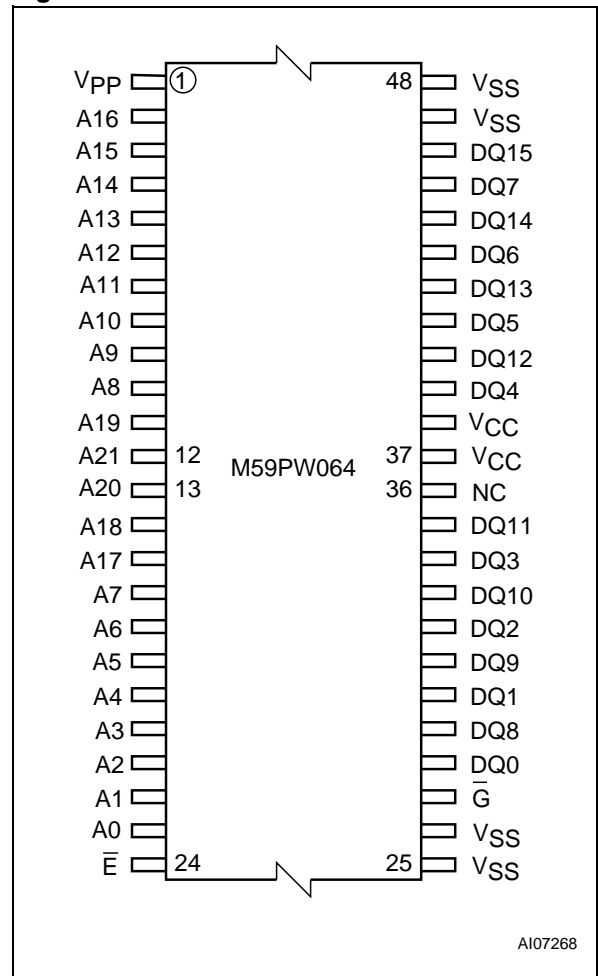 VPP 1 48 VSS
A16 VSS
A15 DQ15
A14 DQ7
A13 DQ14
A12 DQ6
A11 DQ13
A10 DQ5
A9 DQ12
A8 DQ4
A19 VCC
A21 12 37 VCC
M59PW064
A20 13 36 NC
A18 DQ11
A17 DQ3
A7 DQ10
A6 DQ2
A5 DQ9
A4 DQ1
A3 DQ8
A2 DQ0
A1 G̅
A0 VSS
E̅ 24 25 VSS
AI07268